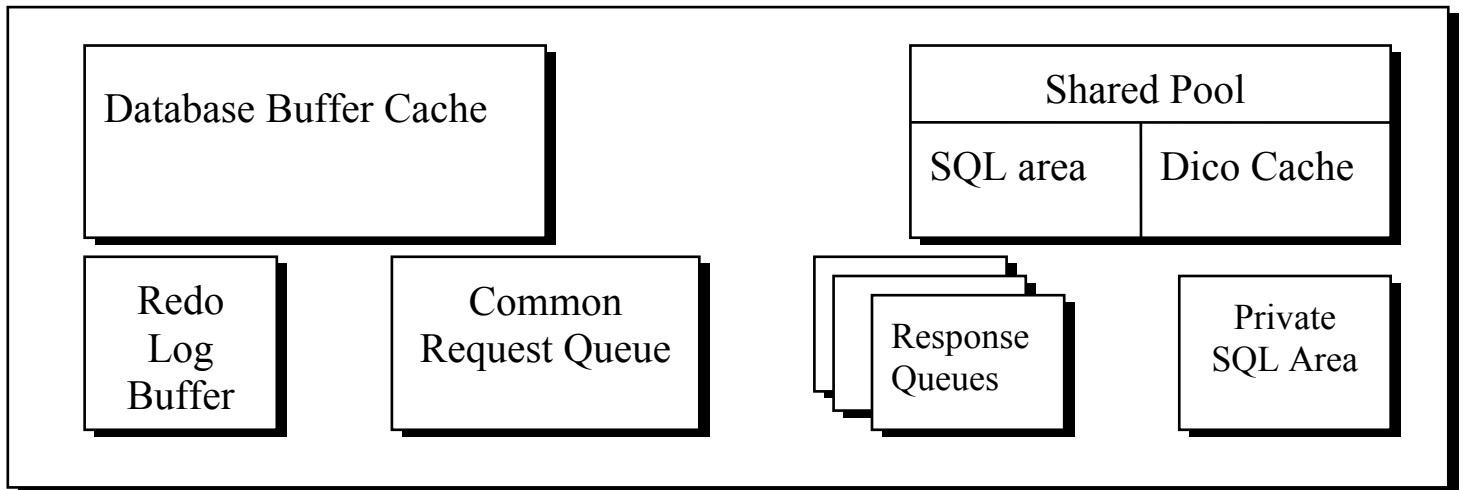 Database Buffer Cache
Shared Pool
SQL area
Dico Cache
Redo
Log
Buffer
Common
Request Queue
Response
Queues
Private
SQL Area